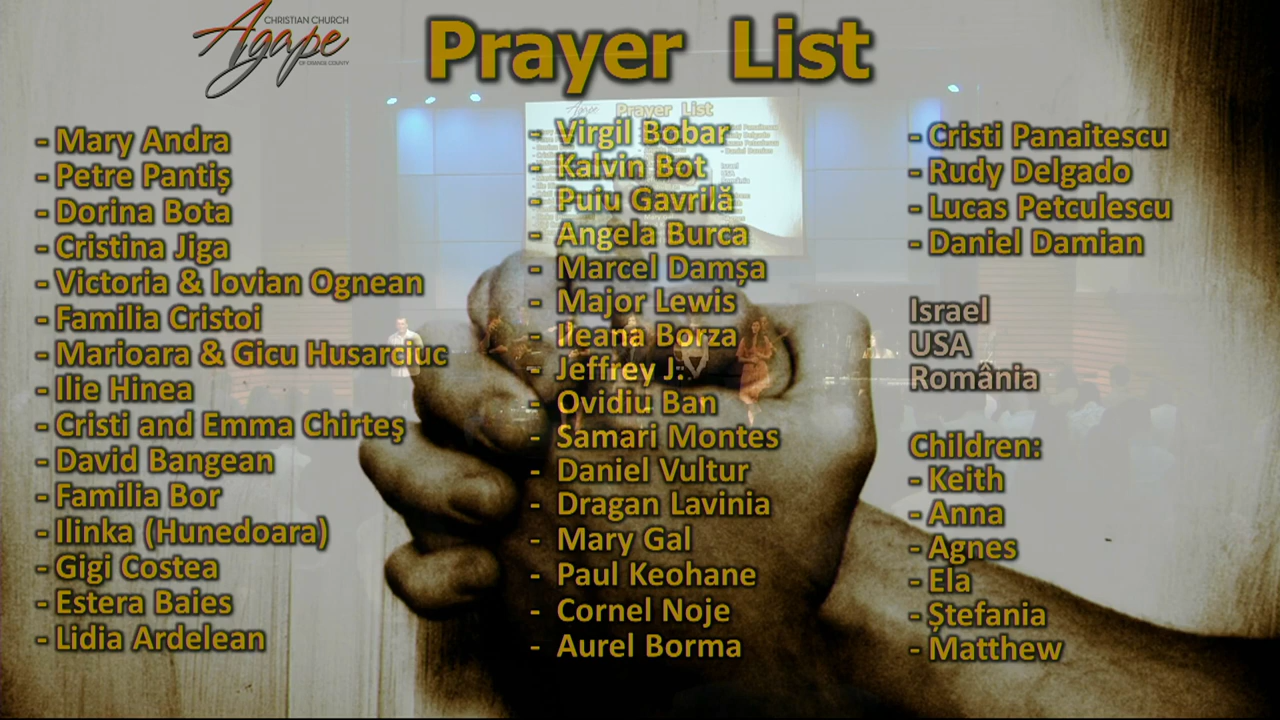 CHRISTIAN CHURCH
Agape
OF ORANGE COUNTY
Prayer List
- Mary Andra
- Petre Pantiș
- Dorina Bota
- Cristina Jiga
- Victoria & Iovian Ognean
- Familia Cristoi
- Marioara & Gicu Husarciuc
- Ilie Hinea
- Cristi and Emma Chirteş
- David Bangean
- Familia Bor
- Ilinka (Hunedoara)
- Gigi Costea
- Estera Baies
- Lidia Ardelean
- Virgil Bobar
- Kalvin Bot
- Puiu Gavrilă
- Angela Burca
- Marcel Damșa
- Major Lewis
- Ileana Borza
- Jeffrey J.
- Ovidiu Ban
- Samari Montes
- Daniel Vultur
- Dragan Lavinia
- Mary Gal
- Paul Keohane
- Cornel Noje
- Aurel Borma
- Cristi Panaitescu
- Rudy Delgado
- Lucas Petculescu
- Daniel Damian
Israel
USA
România
Children:
- Keith
- Anna
- Agnes
- Ela
- Ștefania
- Matthew
Prayer List